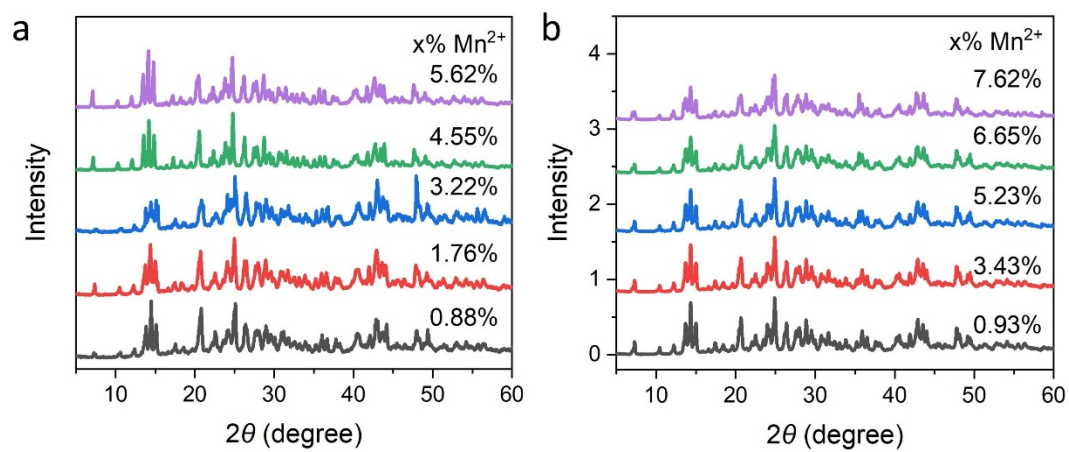 a
x% Mn²⁺
5.62%
4.55%
3.22%
1.76%
0.88%
Intensity
10 20 30 40 50 60
2θ (degree)
b
x% Mn²⁺
7.62%
6.65%
5.23%
3.43%
0.93%
4
3
2
1
0
Intensity
10 20 30 40 50 60
2θ (degree)